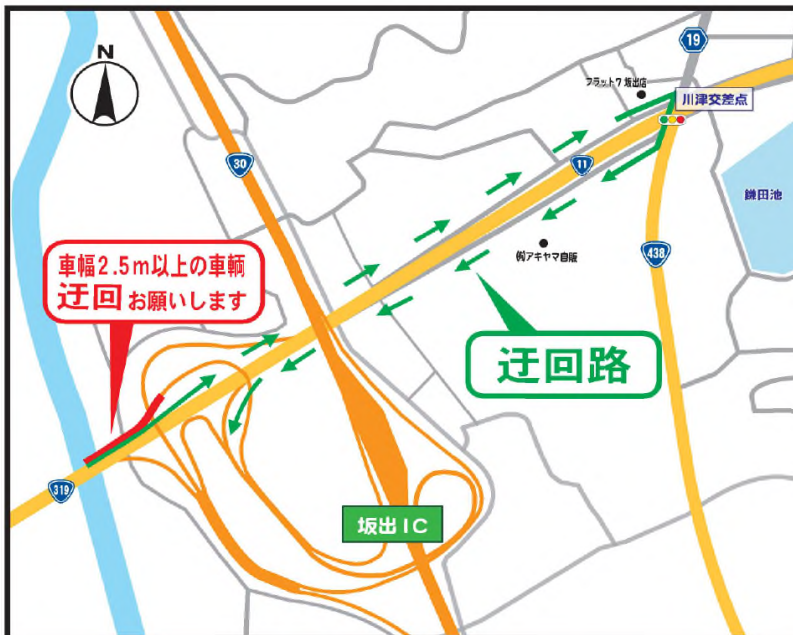 N
19
フラット7 坂出店
川津交差点
30
11
鎌田池
㈲アキヤマ自販
438
車幅2.5m以上の車輌
迂回お願いします
迂回路
319
坂出IC